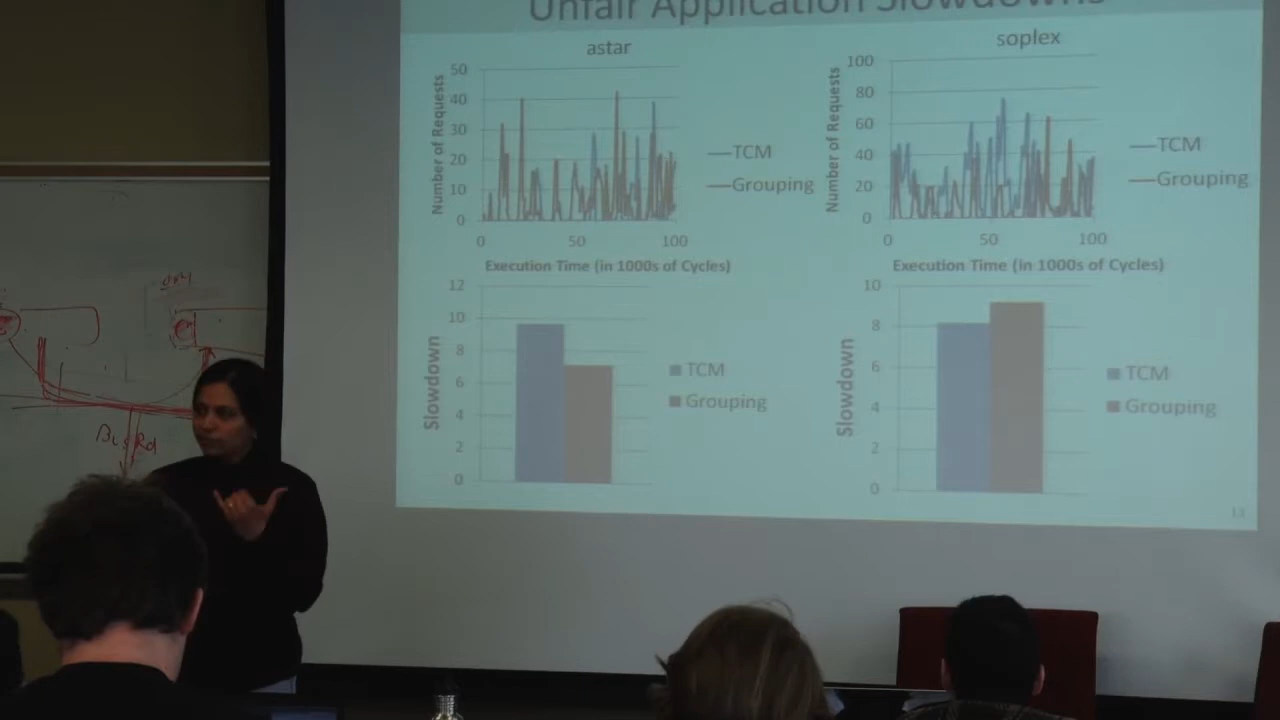 Unfair Application Slowdowns
astar
50
40
30
20
10
0
Number of Requests
0 50 100
Execution Time (in 1000s of Cycles)
TCM
Grouping
soplex
100
80
60
40
20
0
Number of Requests
0 50 100
Execution Time (in 1000s of Cycles)
TCM
Grouping
12
10
8
6
4
2
0
Slowdown
TCM
Grouping
10
8
6
4
2
0
Slowdown
TCM
Grouping
13